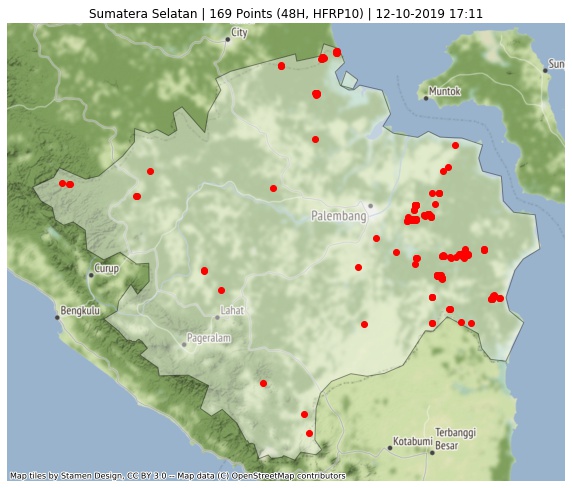 Sumatera Selatan | 169 Points (48H, HFRP10) | 12-10-2019 17:11
City
Sun
Muntok
Palembang
Curup
Bengkulu
Lahat
Pageralam
Kotabumi
Terbanggi
Besar
Map tiles by Stamen Design, CC BY 3.0 -- Map data (C) OpenStreetMap contributors